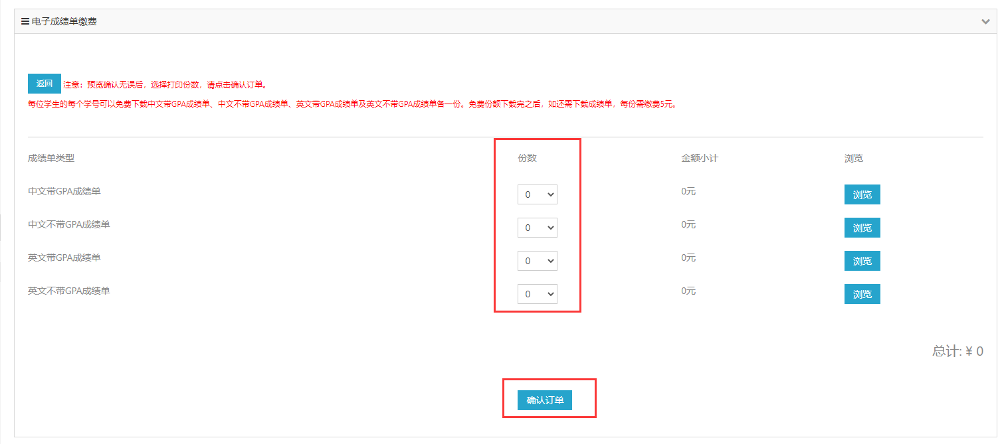 电子成绩单缴费
返回 注意：预览确认无误后，选择打印份数，请点击确认订单。
每位学生的每个学号可以免费下载中文带GPA成绩单、中文不带GPA成绩单、英文带GPA成绩单及英文不带GPA成绩单各一份。免费份额下载完之后，如还需下载成绩单，每份需缴费5元。
成绩单类型 份数 金额小计 浏览
中文带GPA成绩单 0 0元 浏览
中文不带GPA成绩单 0 0元 浏览
英文带GPA成绩单 0 0元 浏览
英文不带GPA成绩单 0 0元 浏览
总计: ¥ 0
确认订单